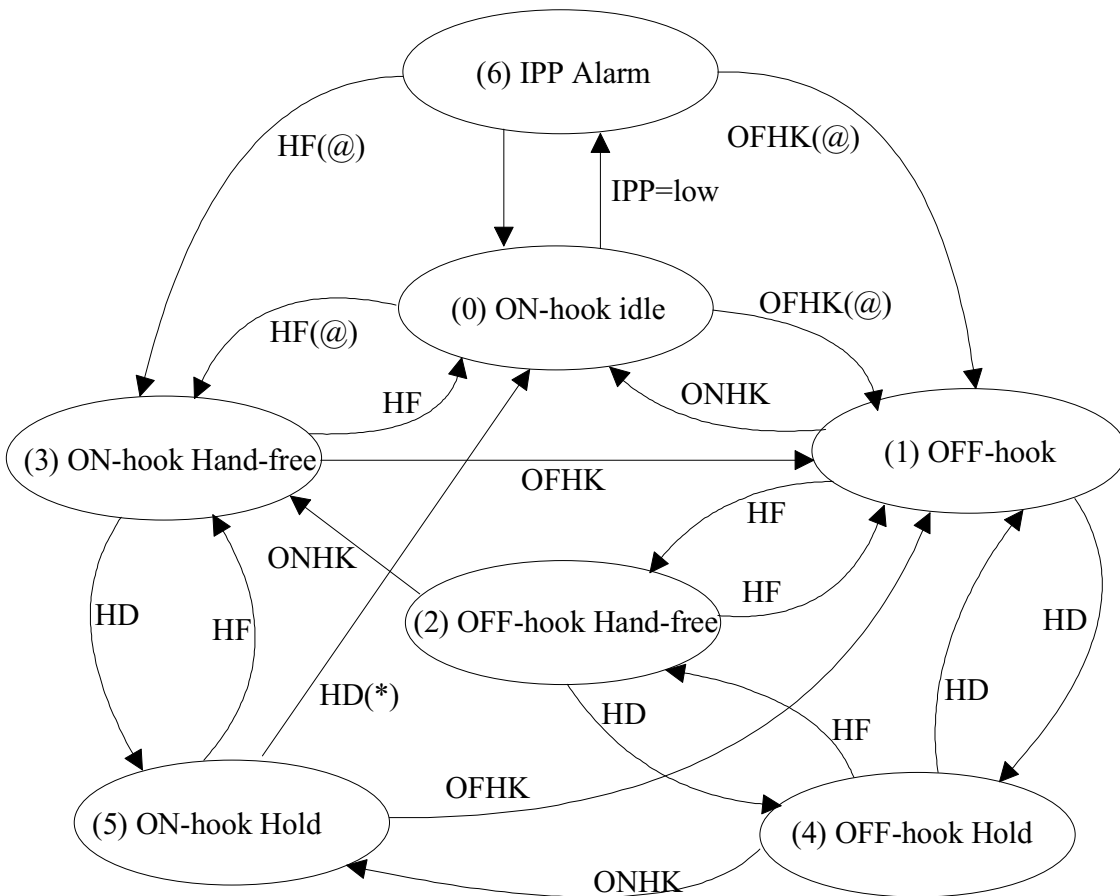 (6) IPP Alarm
HF(@)
OFHK(@)
IPP=low
(0) ON-hook idle
OFHK(@)
HF(@)
ONHK
HF
(3) ON-hook Hand-free
(1) OFF-hook
OFHK
HF
ONHK
HF
(2) OFF-hook Hand-free
HD
HF
HD
HD(*)
HD
HD
HF
OFHK
(5) ON-hook Hold
(4) OFF-hook Hold
ONHK